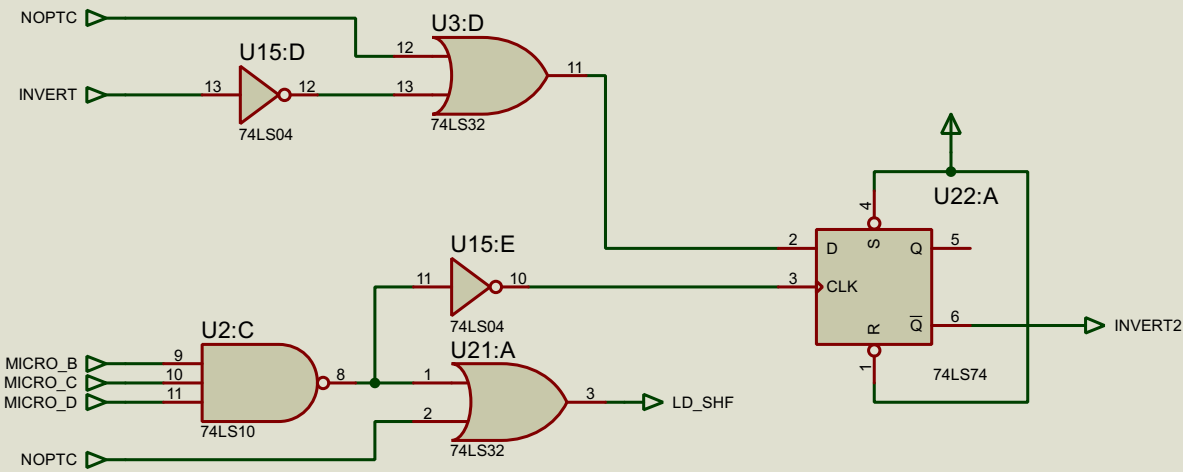 NOPTC
U3:D
12
11
U15:D
INVERT
13
12
13
74LS04
74LS32
U22:A
4
U15:E
2
D
S
Q
5
11
10
3
CLK
74LS04
U2:C
R
Q
6
INVERT2
U21:A
MICRO_B
9
MICRO_C
10
8
1
1
74LS74
MICRO_D
11
3
LD_SHF
2
74LS10
74LS32
NOPTC